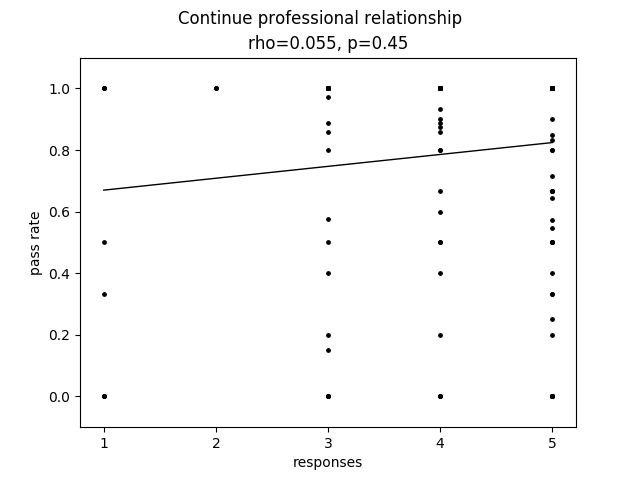 Continue professional relationship
rho=0.055, p=0.45
1.0
0.8
0.6
0.4
0.2
0.0
pass rate
1 2 3 4 5
responses